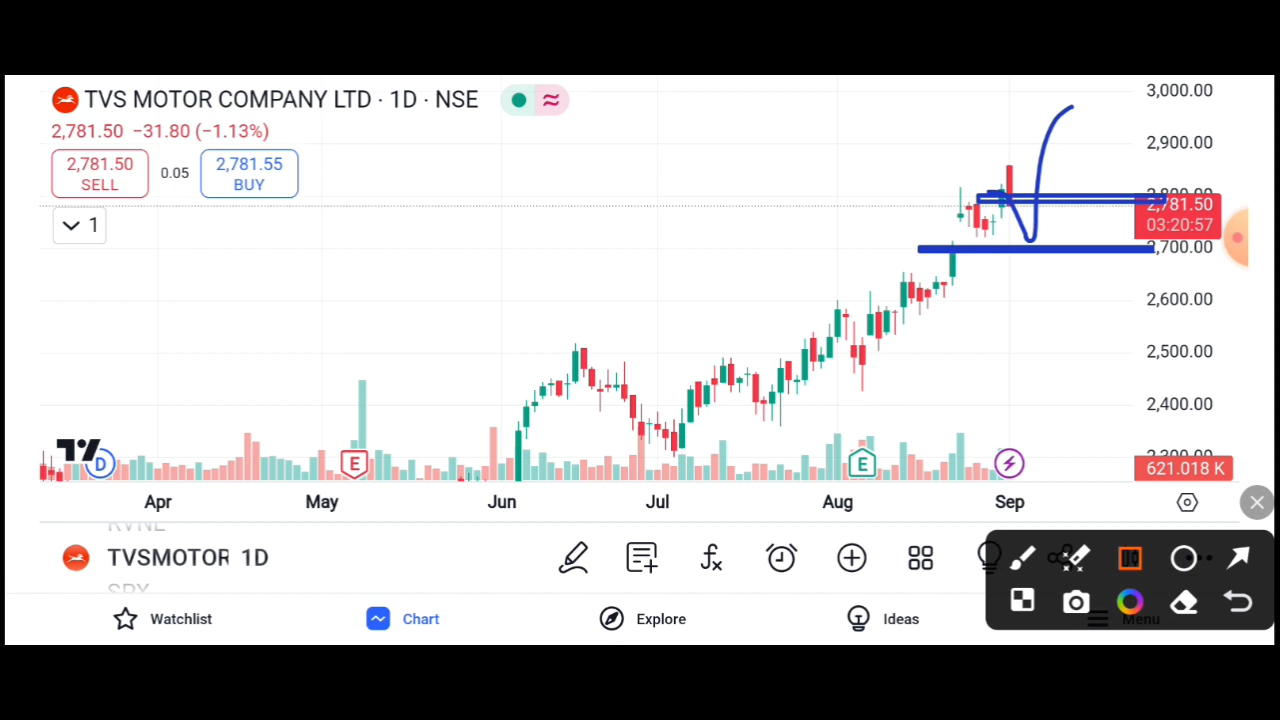 TVS MOTOR COMPANY LTD · 1D · NSE
2,781.50 −31.80 (−1.13%)
2,781.50
SELL
0.05
2,781.55
BUY
1
3,000.00
2,900.00
2,781.50
03:20:57
2,700.00
2,600.00
2,500.00
2,400.00
621.018 K
D
E
E
Apr
May
Jun
Jul
Aug
Sep
RVNL
TVSMOTOR 1D
SPX
Watchlist
Chart
Explore
Ideas
Menu